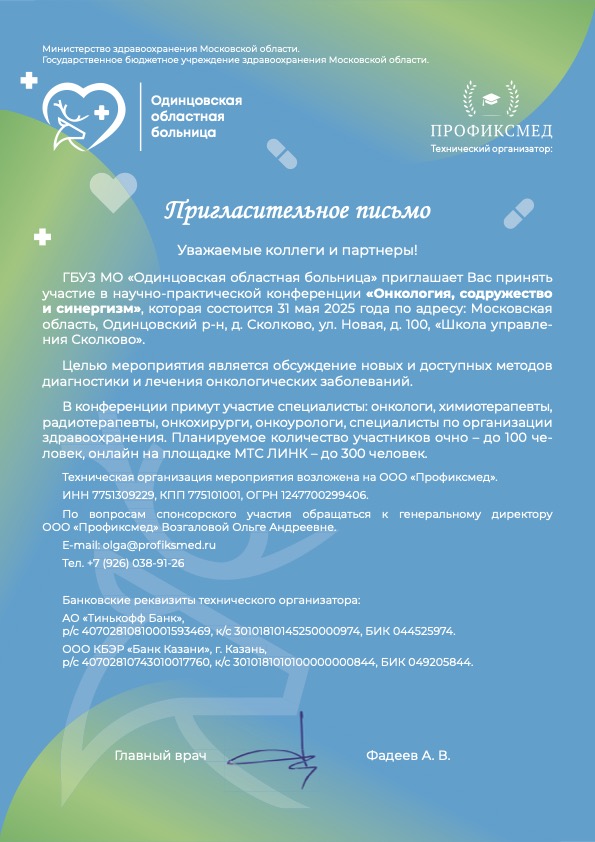 Министерство здравоохранения Московской области.
Государственное бюджетное учреждение здравоохранения Московской области.
Одинцовская
областная
больница
ПРОФИКСМЕД
Технический организатор:
Пригласительное письмо
Уважаемые коллеги и партнеры!
ГБУЗ МО «Одинцовская областная больница» приглашает Вас принять
участие в научно-практической конференции «Онкология, содружество
и синергизм», которая состоится 31 мая 2025 года по адресу: Московская
область, Одинцовский р-н, д. Сколково, ул. Новая, д. 100, «Школа управле-
ния Сколково».
Целью мероприятия является обсуждение новых и доступных методов
диагностики и лечения онкологических заболеваний.
В конференции примут участие специалисты: онкологи, химиотерапевты,
радиотерапевты, онкохирурги, онкоурологи, специалисты по организации
здравоохранения. Планируемое количество участников очно – до 100 че-
ловек, онлайн на площадке МТС ЛИНК – до 300 человек.
Техническая организация мероприятия возложена на ООО «Профиксмед».
ИНН 7751309229, КПП 775101001, ОГРН 1247700299406.
По вопросам спонсорского участия обращаться к генеральному директору
ООО «Профиксмед» Возгаловой Ольге Андреевне.
E-mail: olga@profiksmed.ru
Тел. +7 (926) 038-91-26
Банковские реквизиты технического организатора:
АО «Тинькофф Банк»,
р/с 40702810810001593469, к/с 30101810145250000974, БИК 044525974.
ООО КБЭР «Банк Казани», г. Казань,
р/с 40702810743010017760, к/с 3010181010100000000844, БИК 049205844.
Главный врач
Фадеев А. В.